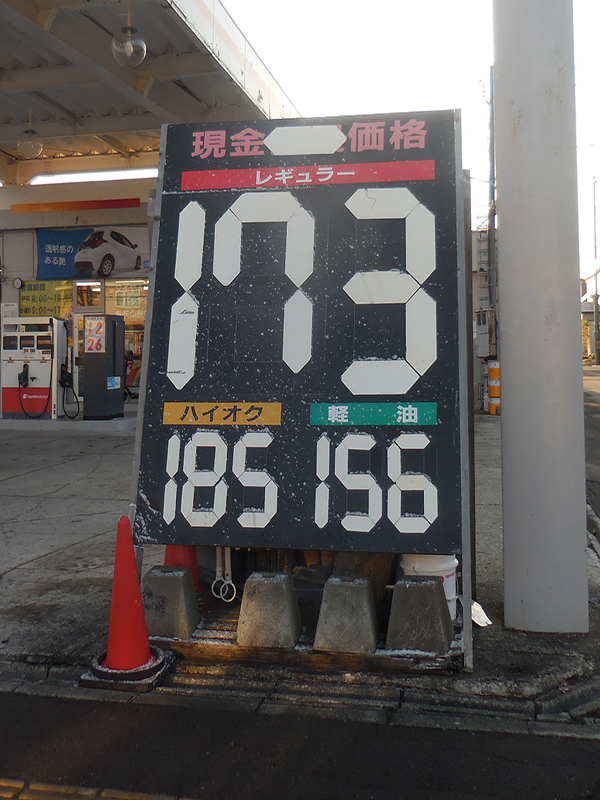 現金 価格
レギュラー
173
ハイオク 軽油
185 156
透明感の
ある艶
12
26